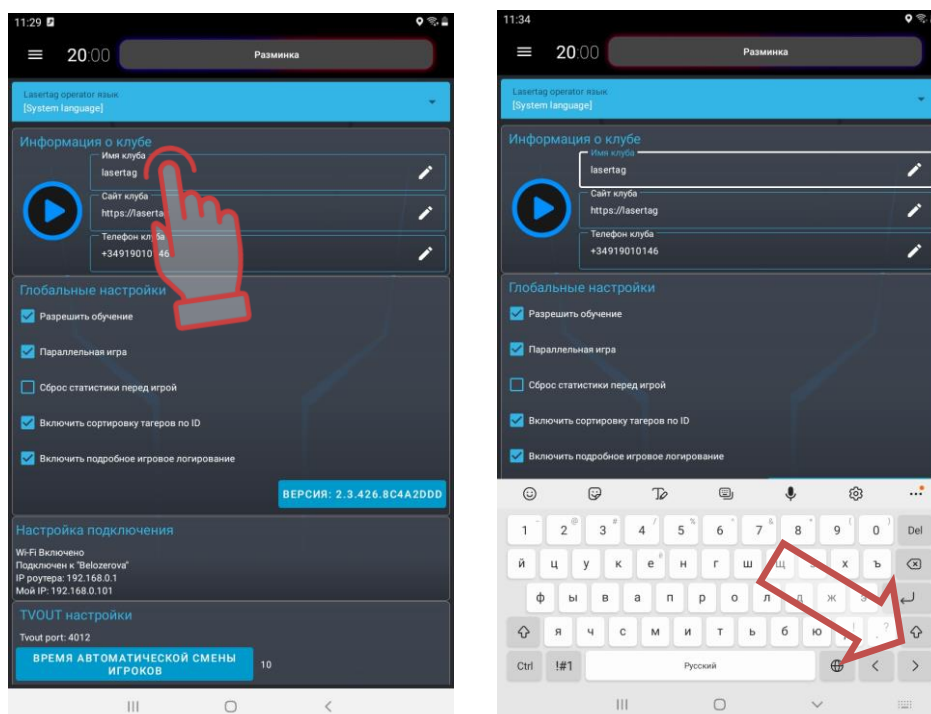 11:29
20:00
Разминка
Lasertag operator язык
[System language]
Информация о клубе
Имя клуба
lasertag
Сайт клуба
https://laserta
Телефон кл
+34919010 46
Глобальные настройки
Разрешить обучение
Параллельная игра
Сброс статистики перед игрой
Включить сортировку тагеров по ID
Включить подробное игровое логирование
ВЕРСИЯ: 2.3.426.8C4A2DDD
Настройка подключения
Wi-Fi Включено
Подключен к "Belozerova"
IP роутера: 192.168.0.1
Мой IP: 192.168.0.101
TVOUT настройки
Tvout port: 4012
ВРЕМЯ АВТОМАТИЧЕСКОЙ СМЕНЫ
ИГРОКОВ
10
11:34
20:00
Разминка
Lasertag operator язык
[System language]
Информация о клубе
Имя клуба
lasertag
Сайт клуба
https://lasertag
Телефон клуба
+34919010146
Глобальные настройки
Разрешить обучение
Параллельная игра
Сброс статистики перед игрой
Включить сортировку тагеров по ID
Включить подробное игровое логирование
1 2 3 4 5 6 7 8 9 0 Del
й ц у к е н г ш щ х ъ
ф ы в а п р о л д ж э
я ч с м и т ь б ю
Ctrl !#1 Русский